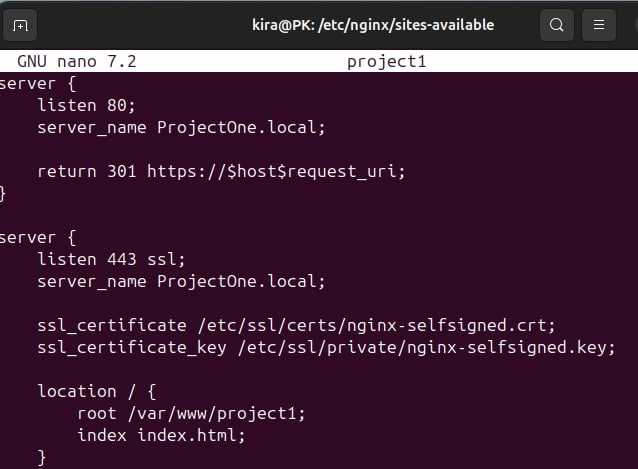 kira@PK: /etc/nginx/sites-available
GNU nano 7.2 project1
server {
listen 80;
server_name ProjectOne.local;
return 301 https://$host$request_uri;
}
server {
listen 443 ssl;
server_name ProjectOne.local;
ssl_certificate /etc/ssl/certs/nginx-selfsigned.crt;
ssl_certificate_key /etc/ssl/private/nginx-selfsigned.key;
location / {
root /var/www/project1;
index index.html;
}